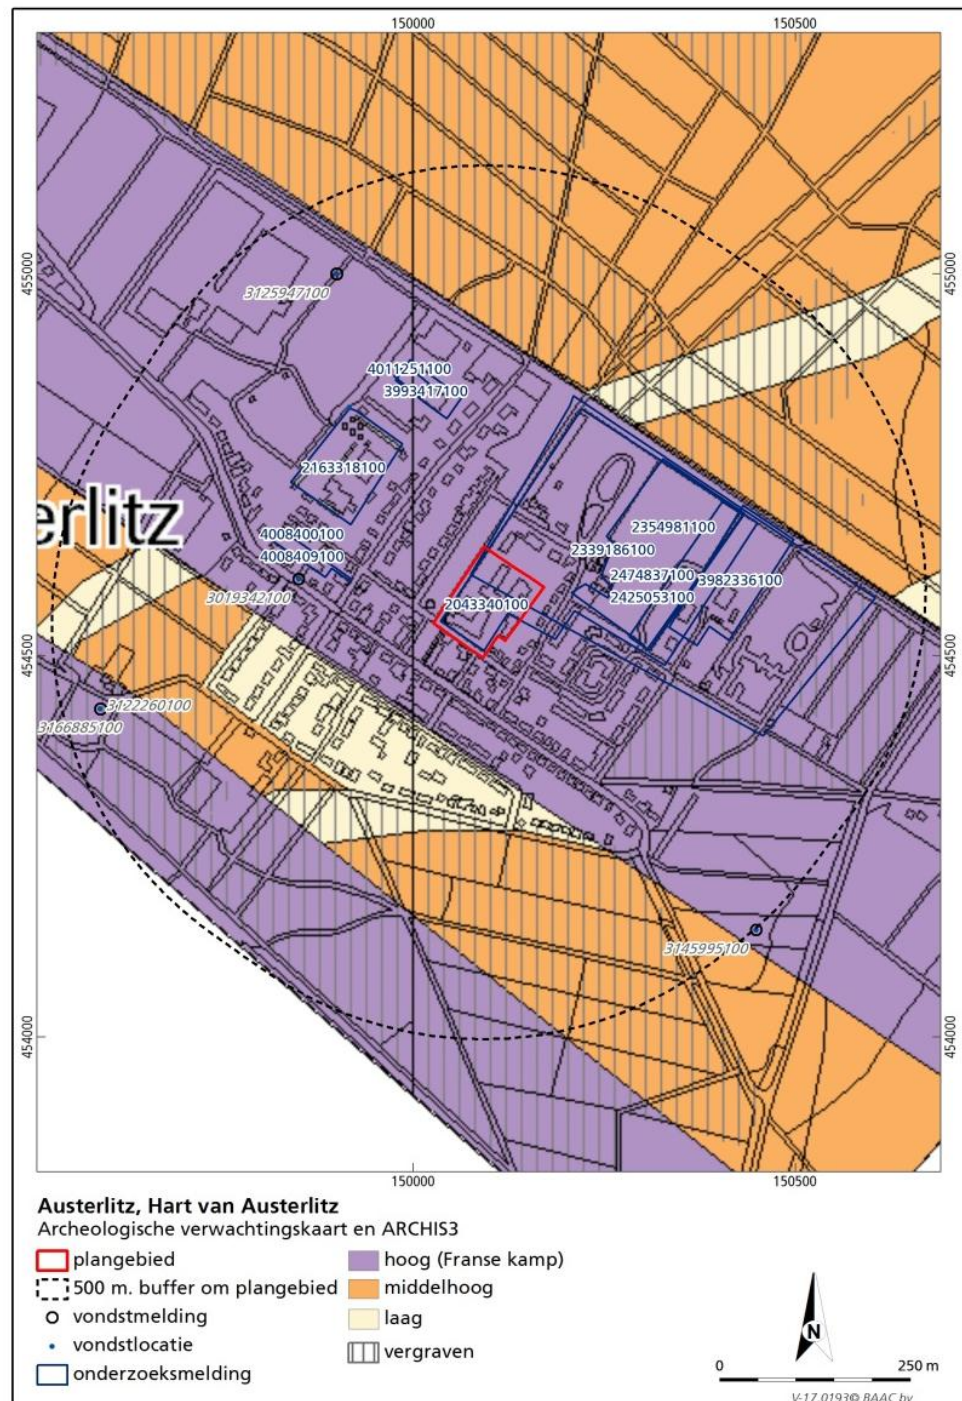 150000
150500
455000
455000
3125947100
4011251100
3993417100
2163318100
erlitz
4008400100
4008409100
3019342100
2354981100
2339186100
2474837100
3982336100
2425053100
2043340100
454500
454500
3122260100
3166885100
3145995100
454000
454000
150000
150500
Austerlitz, Hart van Austerlitz
Archeologische verwachtingskaart en ARCHIS3
plangebied
500 m. buffer om plangebied
vondstmelding
vondstlocatie
onderzoeksmelding
hoog (Franse kamp)
middelhoog
laag
vergraven
N
0
250 m
V-17.0193© BAAC bv